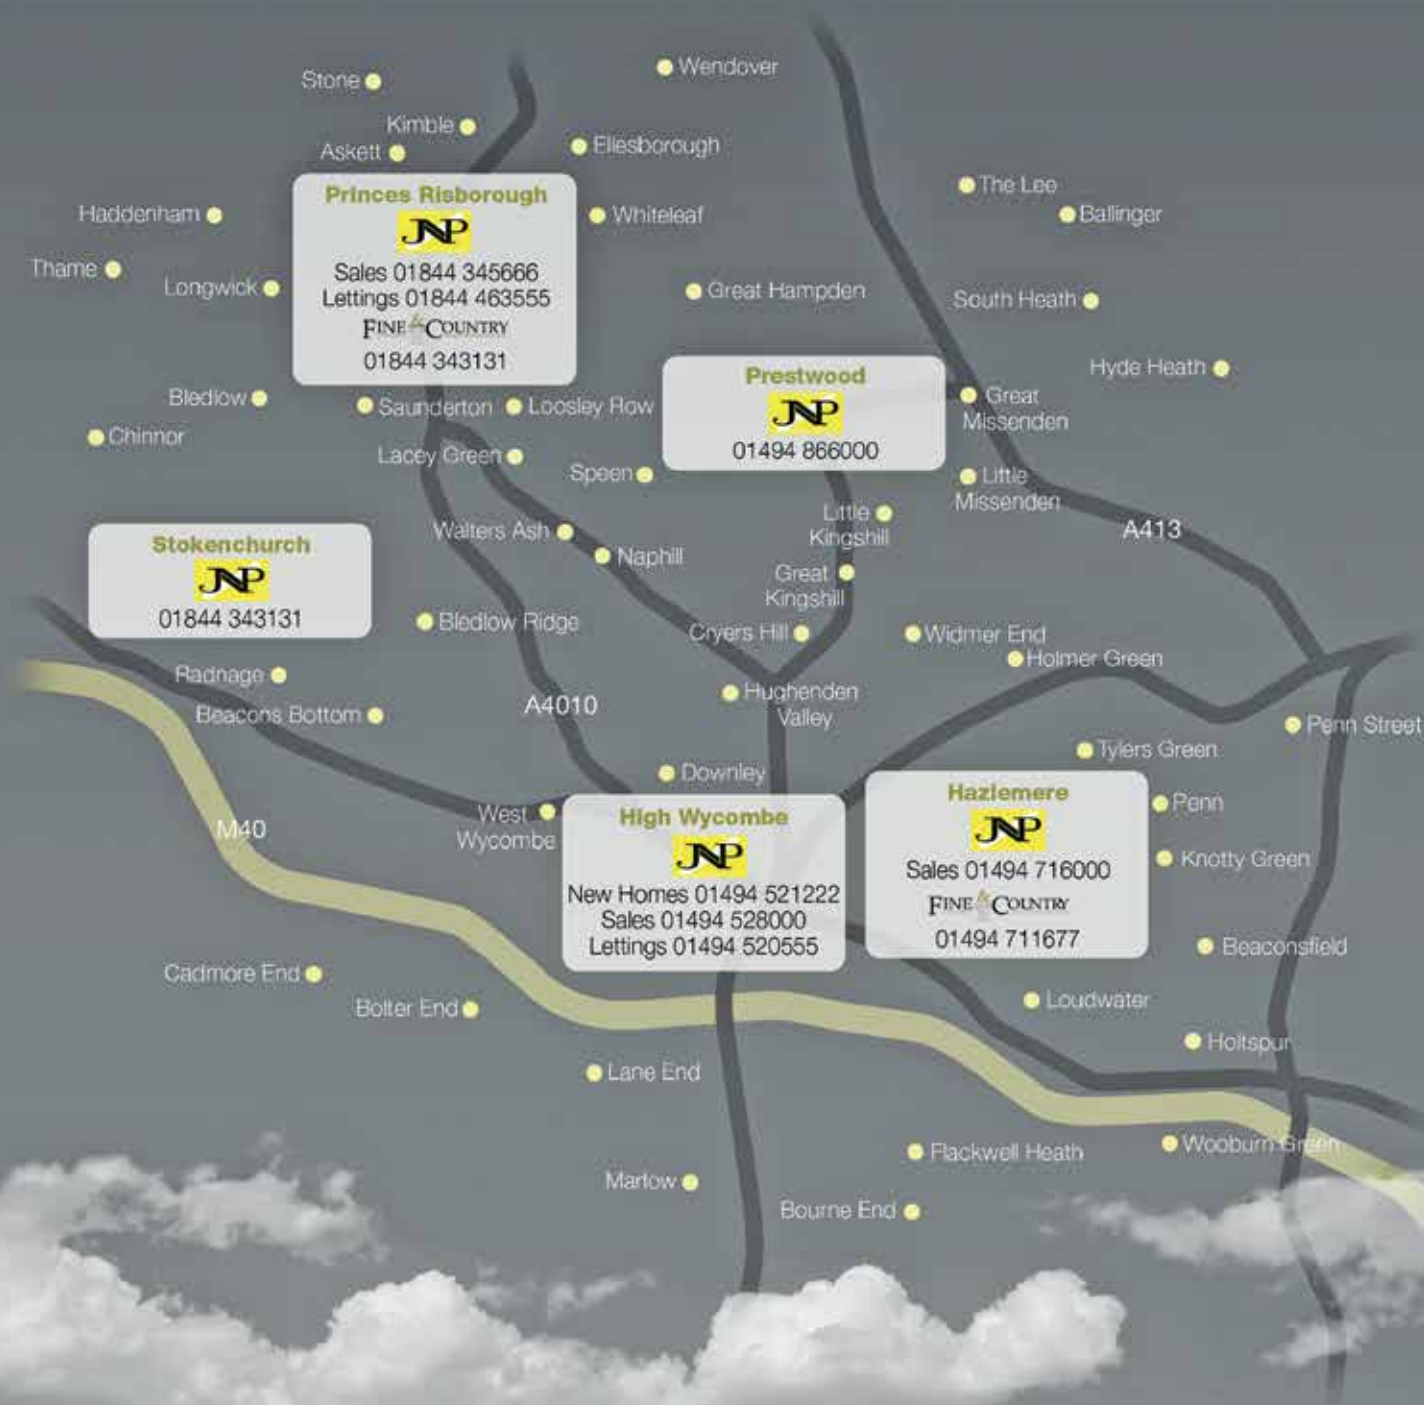 Stone
Wendover
Kimble
Askett
Ellesborough
Princes Risborough
JNP
Sales 01844 345666
Lettings 01844 463555
FINE & COUNTRY
01844 343131
Haddenham
Whiteleaf
The Lee
Ballinger
Thame
Longwick
Great Hampden
South Heath
Hyde Heath
Prestwood
JNP
01494 866000
Great
Missenden
Bledlow
Saunderton
Loosley Row
Chinnor
Lacey Green
Speen
Little
Missenden
Little
Kingshill
A413
Walters Ash
Naphill
Great
Kingshill
Stokenchurch
JNP
01844 343131
Bledlow Ridge
Cryers Hill
Widmer End
Holmer Green
Radnage
Beacons Bottom
A4010
Hughenden
Valley
Penn Street
Tylers Green
Downley
M40
West
Wycombe
High Wycombe
JNP
New Homes 01494 521222
Sales 01494 528000
Lettings 01494 520555
Hazlemere
JNP
Sales 01494 716000
FINE & COUNTRY
01494 711677
Penn
Knotty Green
Beaconsfield
Cadmore End
Bolter End
Loudwater
Holtspur
Lane End
Flackwell Heath
Wooburn Green
Marlow
Bourne End